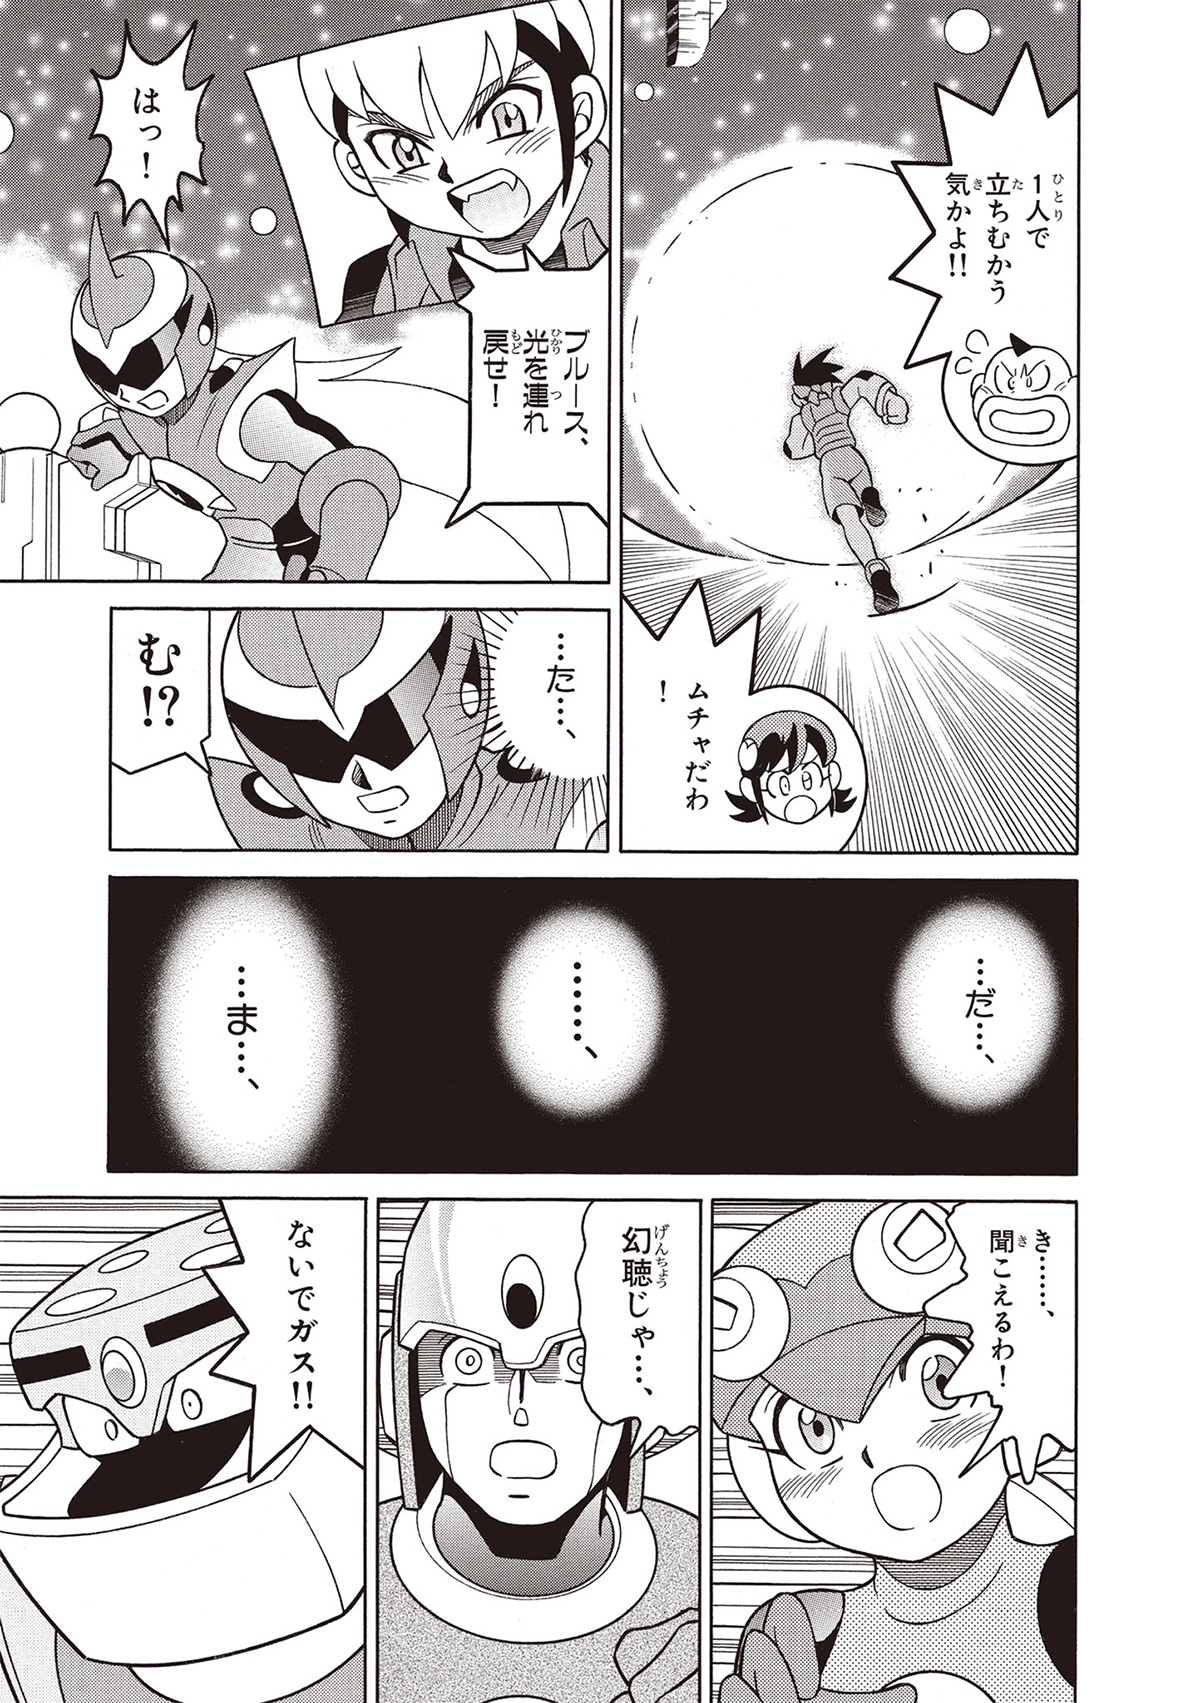 1人で
立ちむかう
気かよ!!
ムチャだわ
!
ブルース、
光を連れ
戻せ!
はっ!
…た…、
む!?
…だ…、
……、
…ま…、
き……、
聞こえるわ!
幻聴じゃ…、
ないでガス!!